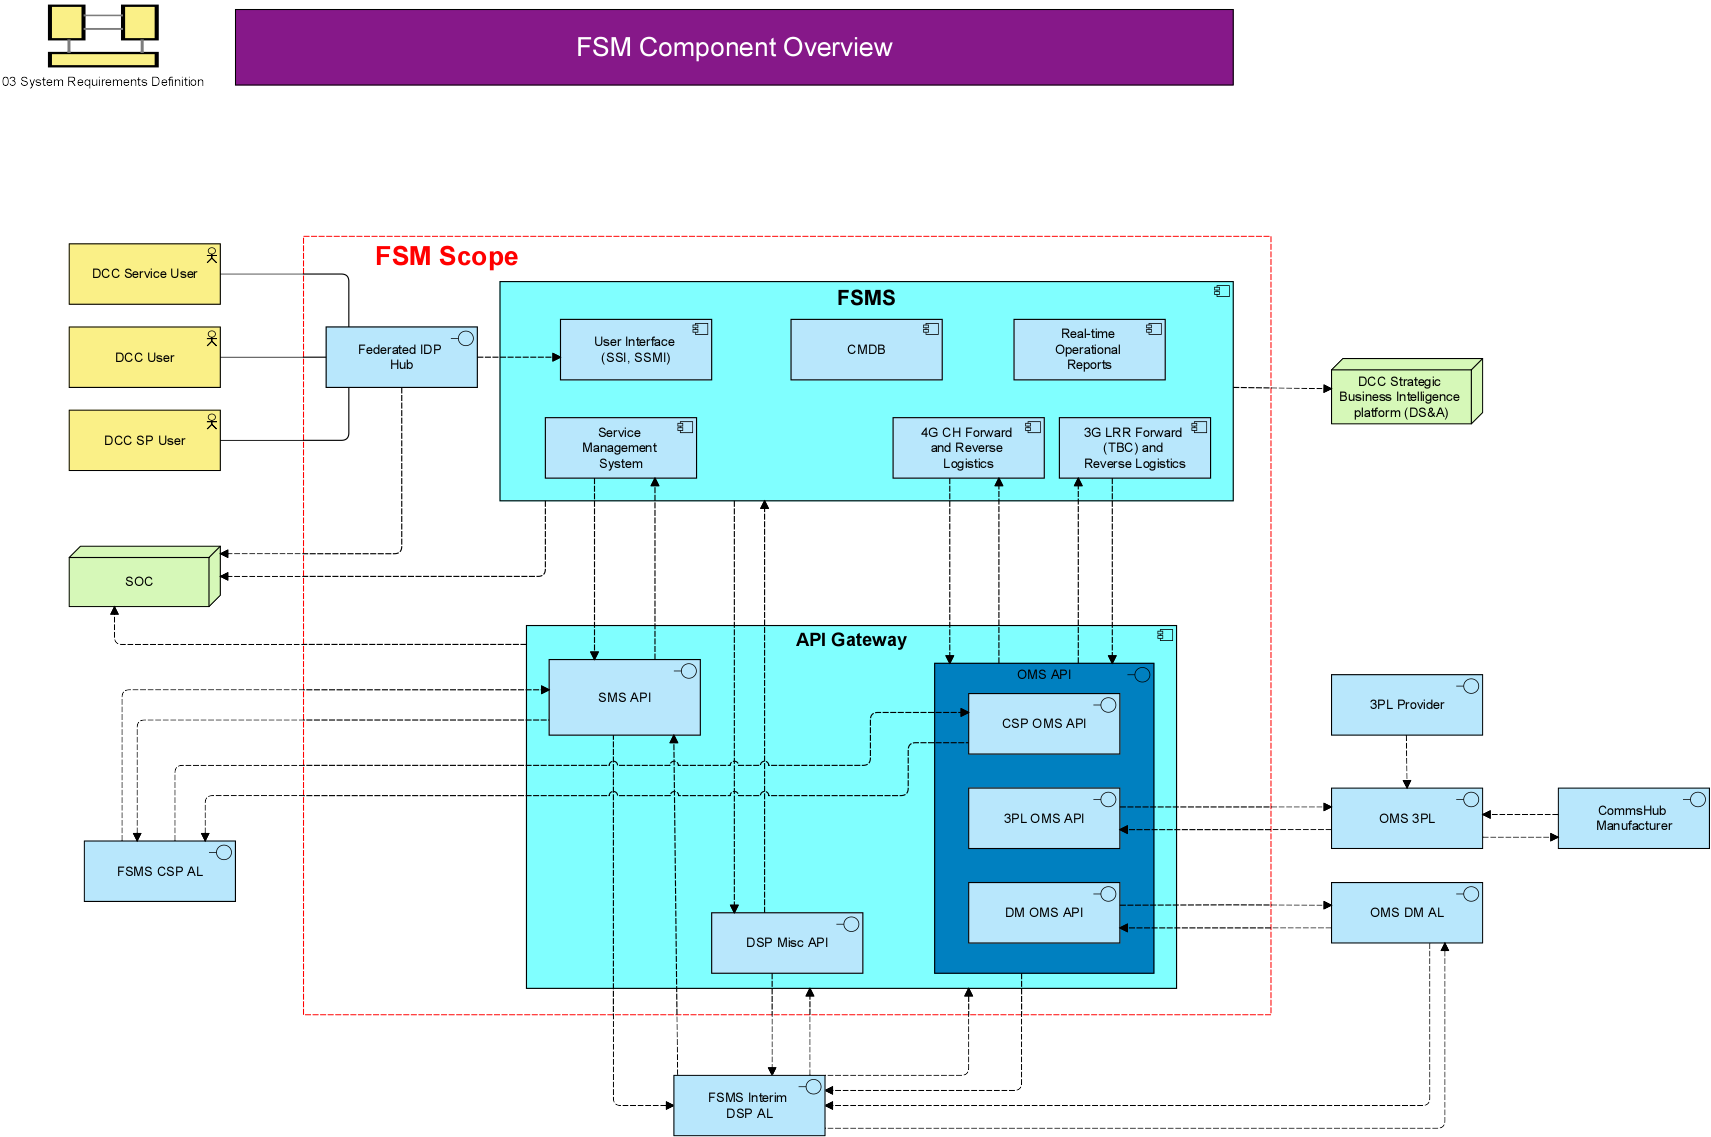 FSM Component Overview
03 System Requirements Definition
FSM Scope
DCC Service User
DCC User
DCC SP User
Federated IDP
Hub
FSMS
User Interface
(SSI, SSMI)
CMDB
Real-time
Operational
Reports
Service
Management
System
4G CH Forward
and Reverse
Logistics
3G LRR Forward
(TBC) and
Reverse Logistics
DCC Strategic
Business Intelligence
platform (DS&A)
SOC
API Gateway
SMS API
OMS API
CSP OMS API
3PL OMS API
DM OMS API
DSP Misc API
3PL Provider
OMS 3PL
CommsHub
Manufacturer
OMS DM AL
FSMS CSP AL
FSMS Interim
DSP AL